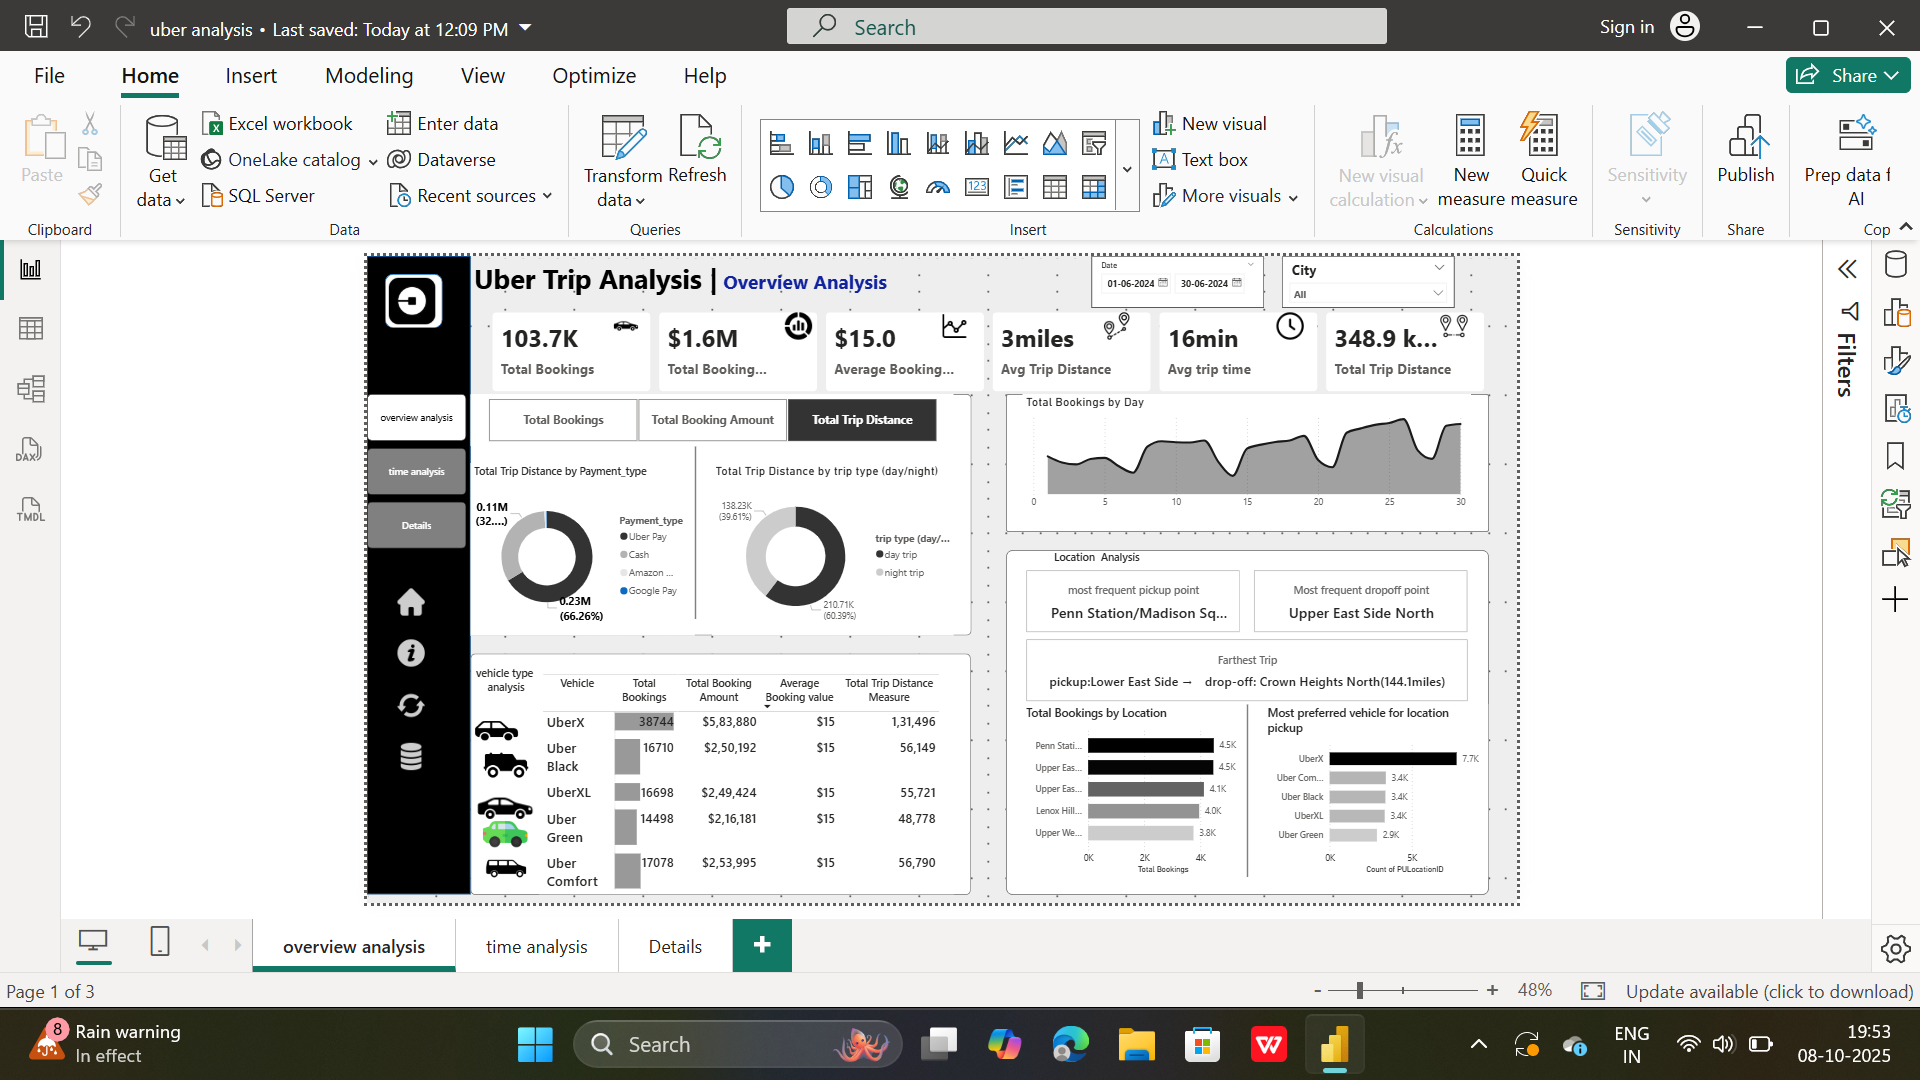 uber analysis • Last saved: Today at 12:09 PM
Search
Sign in
File
Home
Insert
Modeling
View
Optimize
Help
Share
Paste
Clipboard
Get data
Excel workbook
OneLake catalog
SQL Server
Enter data
Dataverse
Recent sources
Data
Transform data
Refresh
Queries
123
New visual
Text box
More visuals
Insert
New visual calculation
New measure
Quick measure
Calculations
Sensitivity
Sensitivity
Publish
Share
Prep data f
AI
Cop
DAX
TMDL
Filters
Uber Trip Analysis | Overview Analysis
Date
01-06-2024
30-06-2024
City
All
103.7K
Total Bookings
$1.6M
Total Booking...
$15.0
Average Booking...
3miles
Avg Trip Distance
16min
Avg trip time
348.9 k...
Total Trip Distance
overview analysis
time analysis
Details
Total Bookings
Total Booking Amount
Total Trip Distance
Total Trip Distance by Payment_type
0.11M
(32....)
0.23M
(66.26%)
Payment_type
Uber Pay
Cash
Amazon ...
Google Pay
Total Trip Distance by trip type (day/night)
138.23K
(39.61%)
210.71K
(60.39%)
trip type (day/...
day trip
night trip
Total Bookings by Day
0 5 10 15 20 25 30
Location Analysis
most frequent pickup point
Penn Station/Madison Sq...
Most frequent dropoff point
Upper East Side North
Farthest Trip
pickup:Lower East Side → drop-off: Crown Heights North(144.1miles)
Total Bookings by Location
Penn Stati... 4.5K
Upper Eas... 4.5K
Upper Eas... 4.1K
Lenox Hill... 4.0K
Upper We... 3.8K
0K 2K 4K
Total Bookings
Most preferred vehicle for location
pickup
UberX 7.7K
Uber Com... 3.4K
Uber Black 3.4K
UberXL 3.4K
Uber Green 2.9K
0K 5K
Count of PULocationID
vehicle type
analysis
Vehicle Total Bookings Total Booking Amount Average Booking value Total Trip Distance Measure
UberX 38744 $5,83,880 $15 1,31,496
Uber Black 16710 $2,50,192 $15 56,149
UberXL 16698 $2,49,424 $15 55,721
Uber Green 14498 $2,16,181 $15 48,778
Uber Comfort 17078 $2,53,995 $15 56,790
overview analysis
time analysis
Details
+
Page 1 of 3
- + 48%
Update available (click to download)
8
Rain warning
In effect
Search
ENG
IN
19:53
08-10-2025